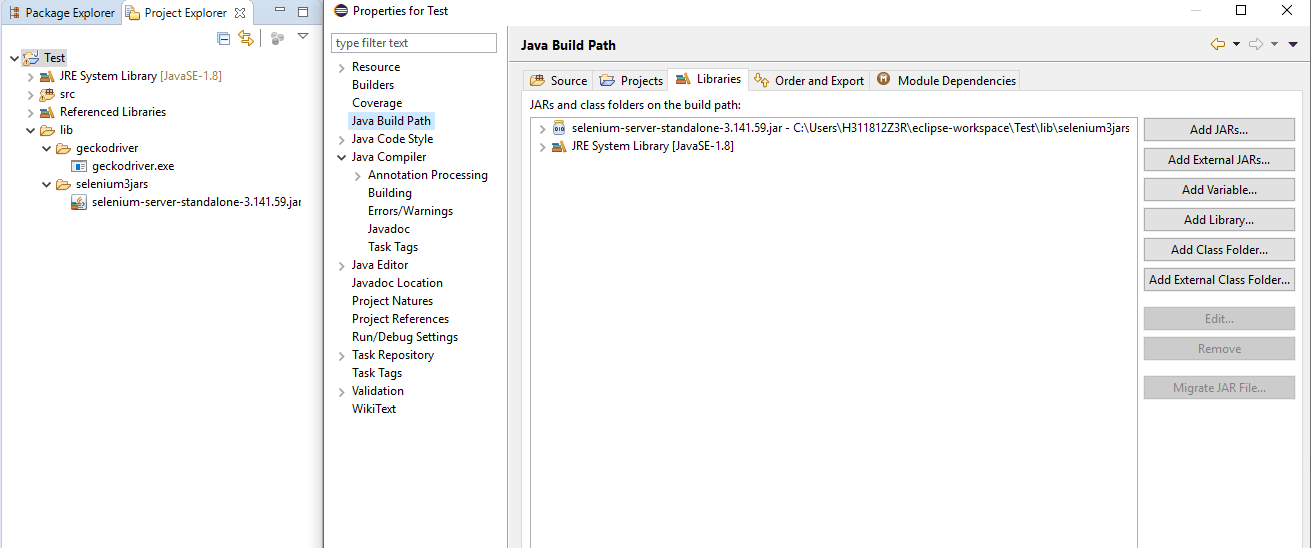 Package Explorer
Project Explorer
Test
JRE System Library [JavaSE-1.8]
src
Referenced Libraries
lib
geckodriver
geckodriver.exe
selenium3jars
selenium-server-standalone-3.141.59.jar
Properties for Test
type filter text
Resource
Builders
Coverage
Java Build Path
Java Code Style
Java Compiler
Annotation Processing
Building
Errors/Warnings
Javadoc
Task Tags
Java Editor
Javadoc Location
Project Natures
Project References
Run/Debug Settings
Task Repository
Task Tags
Validation
WikiText
Java Build Path
Source
Projects
Libraries
Order and Export
Module Dependencies
JARs and class folders on the build path:
selenium-server-standalone-3.141.59.jar - C:\Users\H311812Z3R\eclipse-workspace\Test\lib\selenium3jars
JRE System Library [JavaSE-1.8]
Add JARs...
Add External JARs...
Add Variable...
Add Library...
Add Class Folder...
Add External Class Folder...
Edit...
Remove
Migrate JAR File...